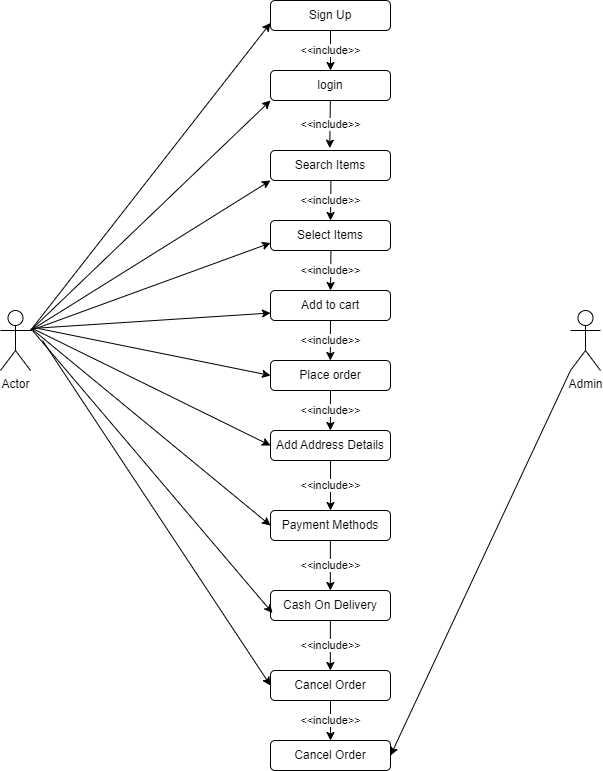 Sign Up
<<include>>
login
<<include>>
Search Items
<<include>>
Select Items
<<include>>
Add to cart
<<include>>
Place order
Actor
Admin
<<include>>
Add Address Details
<<include>>
Payment Methods
<<include>>
Cash On Delivery
<<include>>
Cancel Order
<<include>>
Cancel Order